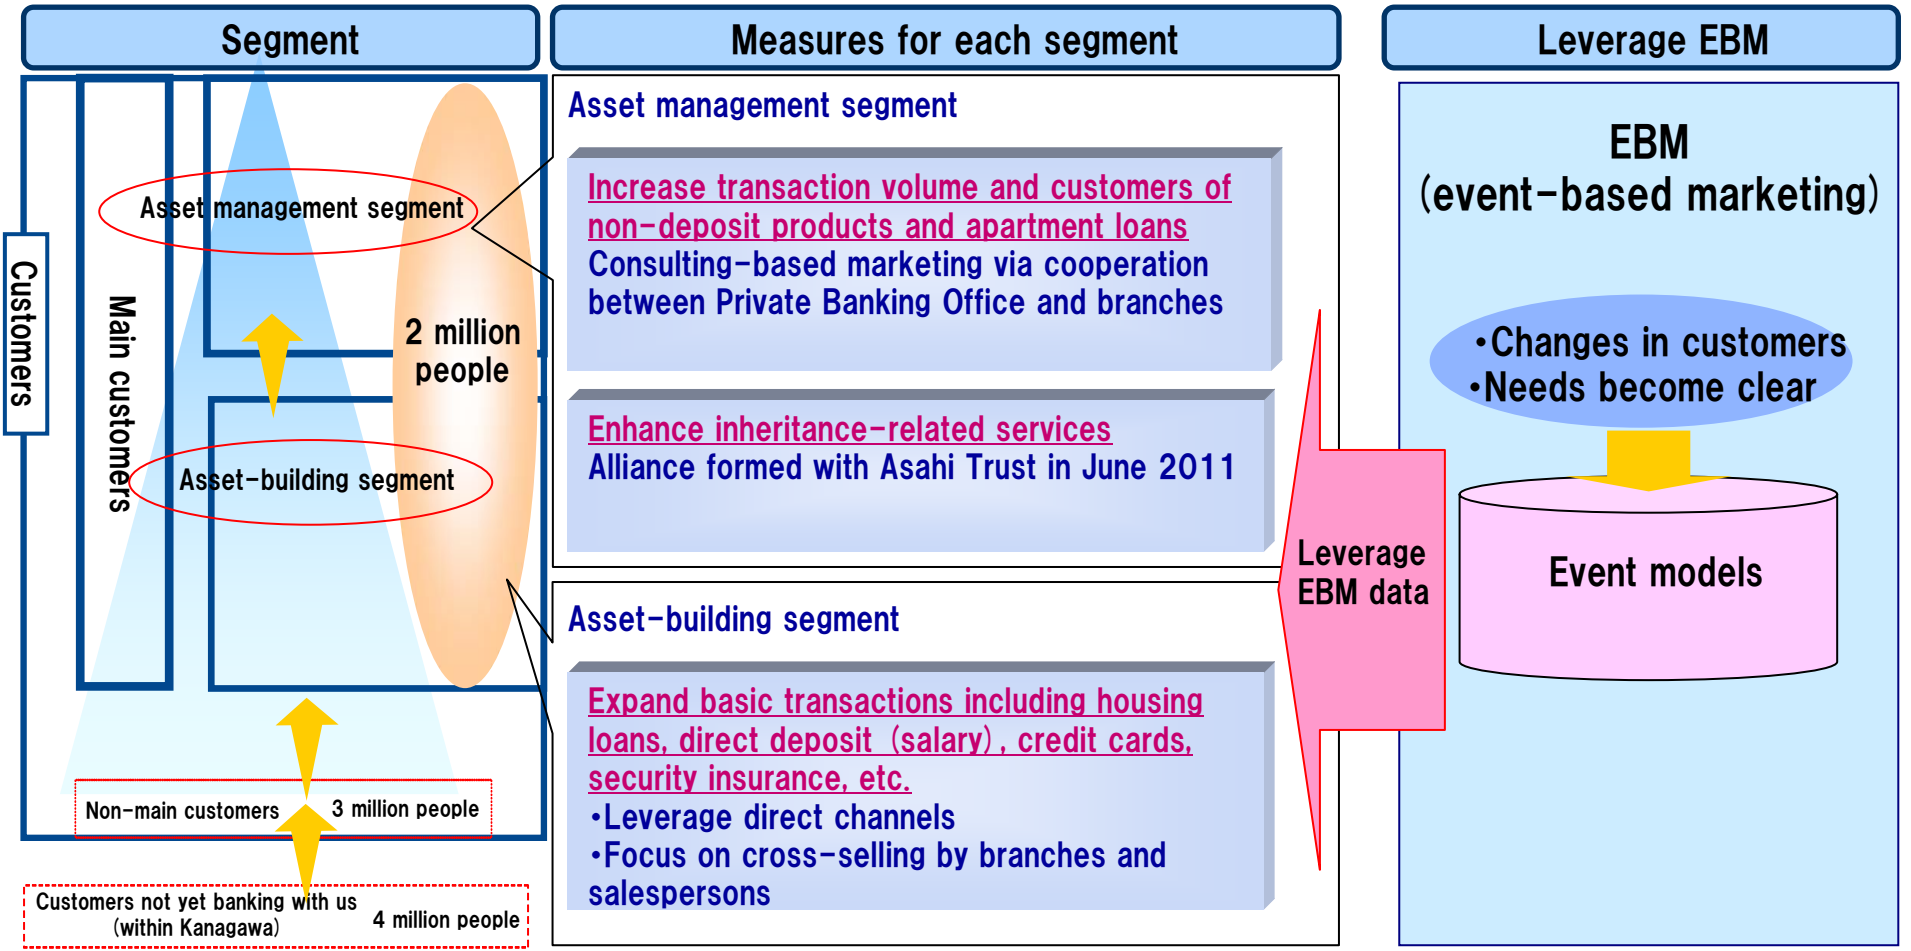 Segment
Measures for each segment
Leverage EBM
Customers
Main customers
Asset management segment
2 million
people
Asset-building segment
Non-main customers
3 million people
Customers not yet banking with us
(within Kanagawa)
4 million people
Asset management segment
Increase transaction volume and customers of
non-deposit products and apartment loans
Consulting-based marketing via cooperation
between Private Banking Office and branches
Enhance inheritance-related services
Alliance formed with Asahi Trust in June 2011
Asset-building segment
Expand basic transactions including housing
loans, direct deposit (salary), credit cards,
security insurance, etc.
・Leverage direct channels
・Focus on cross-selling by branches and
salespersons
Leverage
EBM data
EBM
(event-based marketing)
・Changes in customers
・Needs become clear
Event models